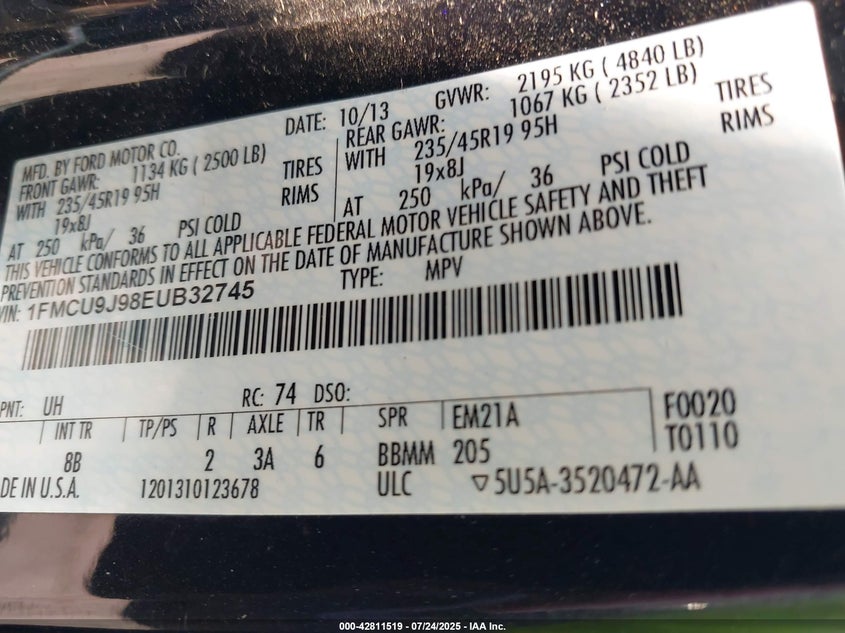 MFD. BY FORD MOTOR CO.
DATE: 10/13 GVWR: 2195 KG ( 4840 LB)
FRONT GAWR: 1134 KG ( 2500 LB)
WITH 235/45R19 95H TIRES
19x8J RIMS
AT 250 kPa/ 36 PSI COLD
REAR GAWR: 1067 KG ( 2352 LB)
WITH 235/45R19 95H TIRES
19x8J RIMS
AT 250 kPa/ 36 PSI COLD
THIS VEHICLE CONFORMS TO ALL APPLICABLE FEDERAL MOTOR VEHICLE SAFETY AND THEFT
PREVENTION STANDARDS IN EFFECT ON THE DATE OF MANUFACTURE SHOWN ABOVE.
VIN: 1FMCU9J98EUB32745 TYPE: MPV
PNT: UH RC: 74 DSO:
INT TR TP/PS R AXLE TR SPR EM21A F0020
8B 2 3A 6 BBMM 205 T0110
DE IN U.S.A. 1201310123678 ULC ▽5U5A-3520472-AA
000-42811519 - 07/24/2025 - IAA Inc.